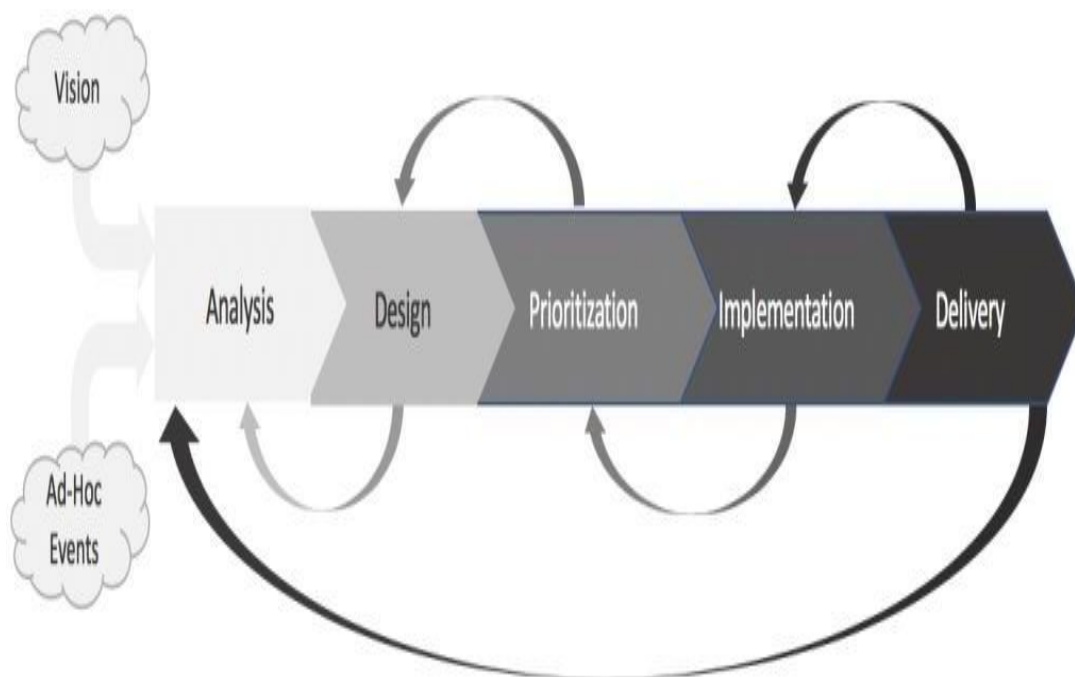 Vision
Analysis
Design
Prioritization
Implementation
Delivery
Ad-Hoc
Events